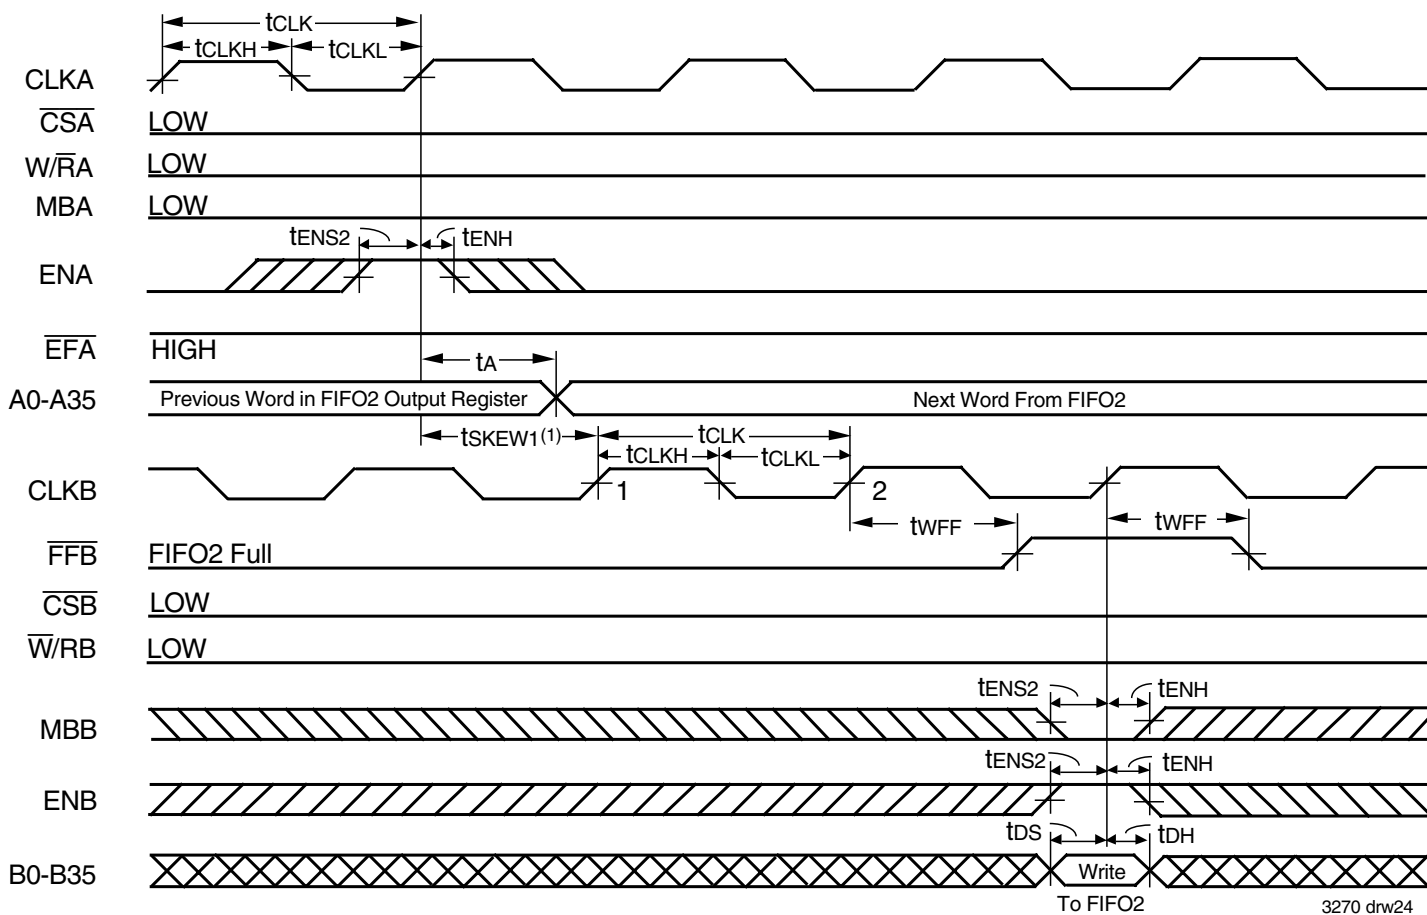 tCLK
tCLKH tCLKL
CLKA
CSA LOW
W/RA LOW
MBA LOW
tENS2 tENH
ENA
EFA HIGH
tA
A0-A35 Previous Word in FIFO2 Output Register Next Word From FIFO2
tSKEW1(1) tCLK
tCLKH tCLKL
CLKB 1 2
tWFF tWFF
FFB FIFO2 Full
CSB LOW
W/RB LOW
tENS2 tENH
MBB
tENS2 tENH
ENB
tDS tDH
B0-B35 Write
To FIFO2
3270 drw24